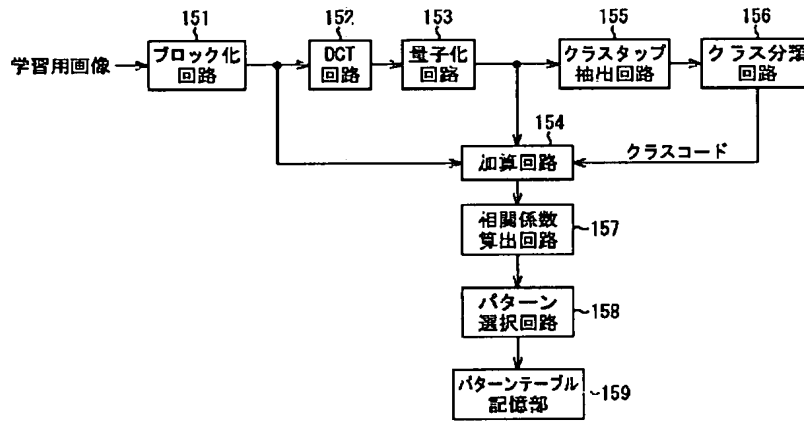 151
152
153
155
156
学習用画像
ブロック化
回路
DCT
回路
量子化
回路
クラスタップ
抽出回路
クラス分類
回路
154
加算回路
クラスコード
相関係数
算出回路
157
パターン
選択回路
158
パターンテーブル
記憶部
159